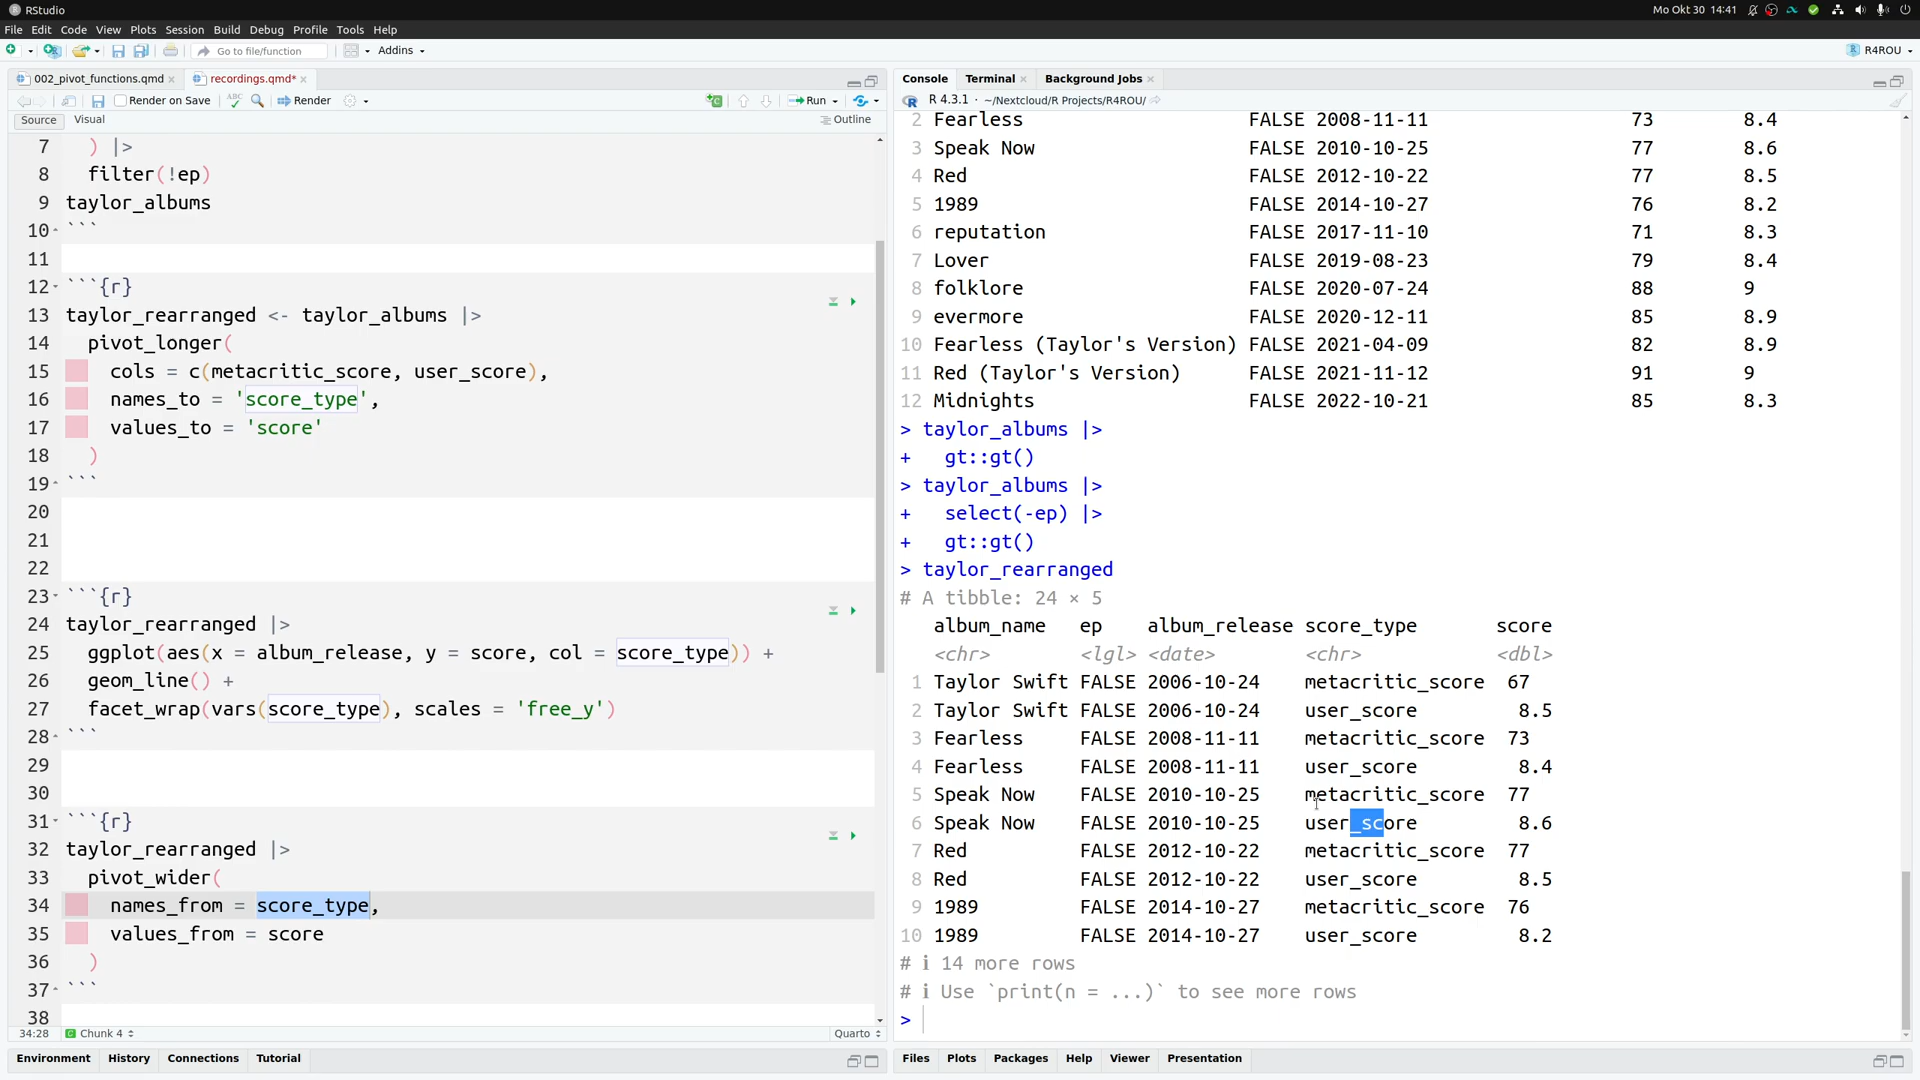 RStudio
Mo Okt 30 14:41
File Edit Code View Plots Session Build Debug Profile Tools Help
Go to file/function
Addins
R4ROU
002_pivot_functions.qmd
recordings.qmd*
Render on Save
ABC
Render
Run
Source
Visual
Outline
7 ) |>
8 filter(!ep)
9 taylor_albums
10 ```
11
12 ```{r}
13 taylor_rearranged <- taylor_albums |>
14 pivot_longer(
15 cols = c(metacritic_score, user_score),
16 names_to = 'score_type',
17 values_to = 'score'
18 )
19 ```
20
21
22
23 ```{r}
24 taylor_rearranged |>
25 ggplot(aes(x = album_release, y = score, col = score_type)) +
26 geom_line() +
27 facet_wrap(vars(score_type), scales = 'free_y')
28 ```
29
30
31 ```{r}
32 taylor_rearranged |>
33 pivot_wider(
34 names_from = score_type,
35 values_from = score
36 )
37 ```
38
34:28
Chunk 4
Quarto
Environment History Connections Tutorial
Console Terminal Background Jobs
R 4.3.1 · ~/Nextcloud/R Projects/R4ROU/
2 Fearless FALSE 2008-11-11 73 8.4
3 Speak Now FALSE 2010-10-25 77 8.6
4 Red FALSE 2012-10-22 77 8.5
5 1989 FALSE 2014-10-27 76 8.2
6 reputation FALSE 2017-11-10 71 8.3
7 Lover FALSE 2019-08-23 79 8.4
8 folklore FALSE 2020-07-24 88 9
9 evermore FALSE 2020-12-11 85 8.9
10 Fearless (Taylor's Version) FALSE 2021-04-09 82 8.9
11 Red (Taylor's Version) FALSE 2021-11-12 91 9
12 Midnights FALSE 2022-10-21 85 8.3
> taylor_albums |>
+ gt::gt()
> taylor_albums |>
+ select(-ep) |>
+ gt::gt()
> taylor_rearranged
# A tibble: 24 × 5
album_name ep album_release score_type score
<chr> <lgl> <date> <chr> <dbl>
1 Taylor Swift FALSE 2006-10-24 metacritic_score 67
2 Taylor Swift FALSE 2006-10-24 user_score 8.5
3 Fearless FALSE 2008-11-11 metacritic_score 73
4 Fearless FALSE 2008-11-11 user_score 8.4
5 Speak Now FALSE 2010-10-25 metacritic_score 77
6 Speak Now FALSE 2010-10-25 user_score 8.6
7 Red FALSE 2012-10-22 metacritic_score 77
8 Red FALSE 2012-10-22 user_score 8.5
9 1989 FALSE 2014-10-27 metacritic_score 76
10 1989 FALSE 2014-10-27 user_score 8.2
# ℹ 14 more rows
# ℹ Use `print(n = ...)` to see more rows
>
Files Plots Packages Help Viewer Presentation